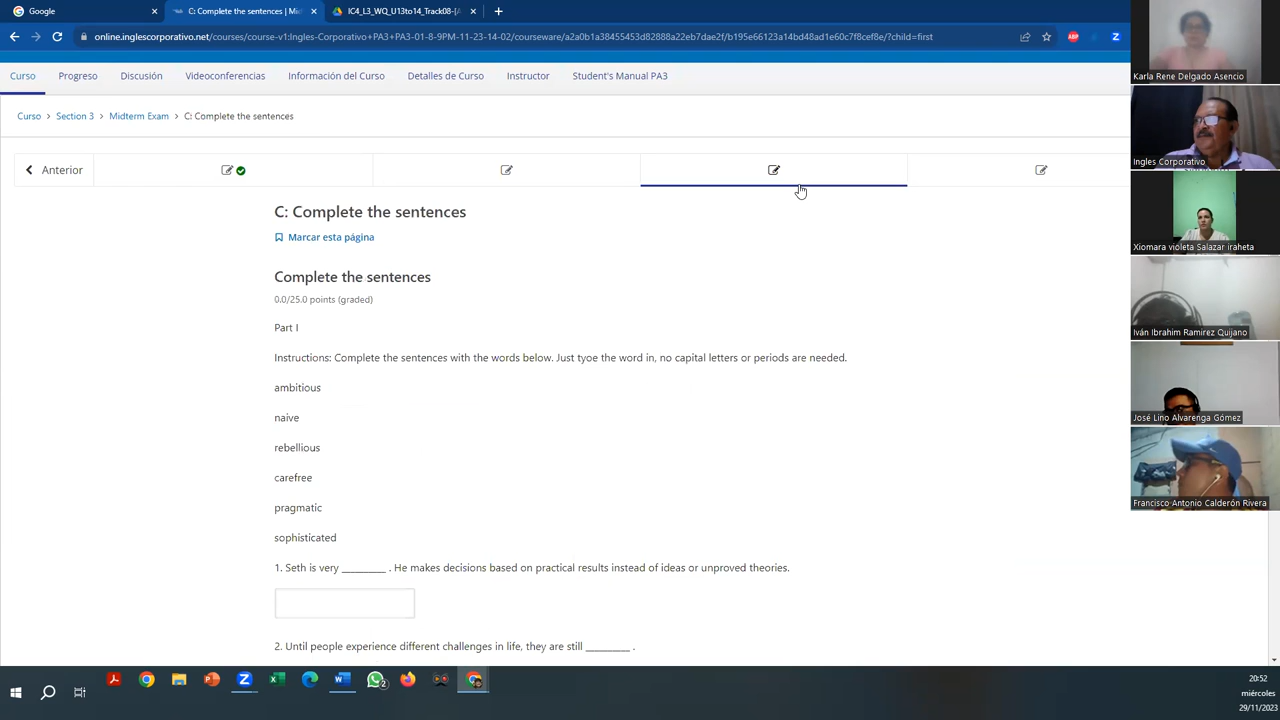 Google
C: Complete the sentences | Mid
IC4_L3_WQ_U13to14_Track08-[A
online.inglescorporativo.net/courses/course-v1:Ingles-Corporativo+PA3+PA3-01-8-9PM-11-23-14-02/courseware/a2a0b1a38455453d82888a22eb7dae2f/b195e66123a14bd48ad1e60c7f8cef8e/?child=first
ABP
Curso
Progreso
Discusión
Videoconferencias
Información del Curso
Detalles de Curso
Instructor
Student's Manual PA3
Curso > Section 3 > Midterm Exam > C: Complete the sentences
Anterior
C: Complete the sentences
Marcar esta página
Complete the sentences
0.0/25.0 points (graded)
Part I
Instructions: Complete the sentences with the words below. Just tyoe the word in, no capital letters or periods are needed.
ambitious
naive
rebellious
carefree
pragmatic
sophisticated
1. Seth is very ________ . He makes decisions based on practical results instead of ideas or unproved theories.
2. Until people experience different challenges in life, they are still ________ .
Karla Rene Delgado Asencio
Ingles Corporativo
Xiomara violeta Salazar iraheta
Iván Ibrahim Ramirez Quijano
José Lino Alvarenga Gómez
Francisco Antonio Calderón Rivera
2
20:52
miércoles
29/11/2023